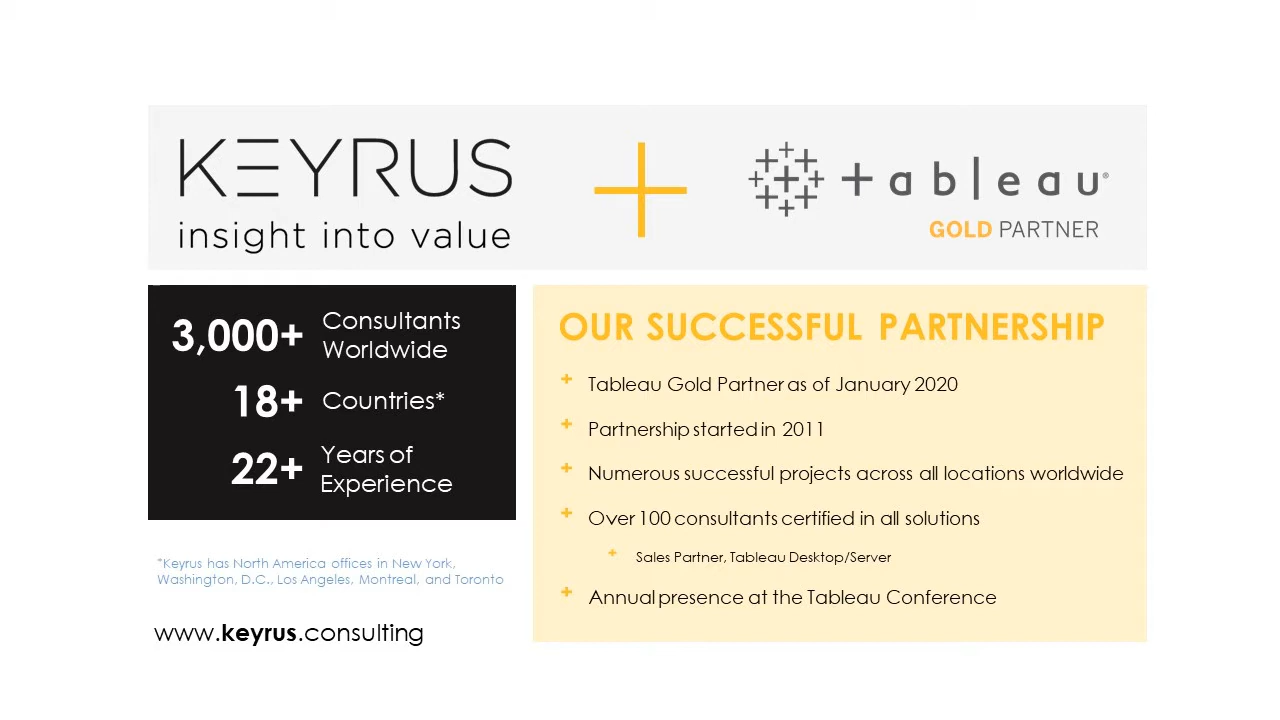 KEYRUS
insight into value
+ableau®
GOLD PARTNER
3,000+ Consultants
Worldwide
18+ Countries*
22+ Years of
Experience
*Keyrus has North America offices in New York,
Washington, D.C., Los Angeles, Montreal, and Toronto
www.keyrus.consulting
OUR SUCCESSFUL PARTNERSHIP
Tableau Gold Partner as of January 2020
Partnership started in 2011
Numerous successful projects across all locations worldwide
Over 100 consultants certified in all solutions
Sales Partner, Tableau Desktop/Server
Annual presence at the Tableau Conference